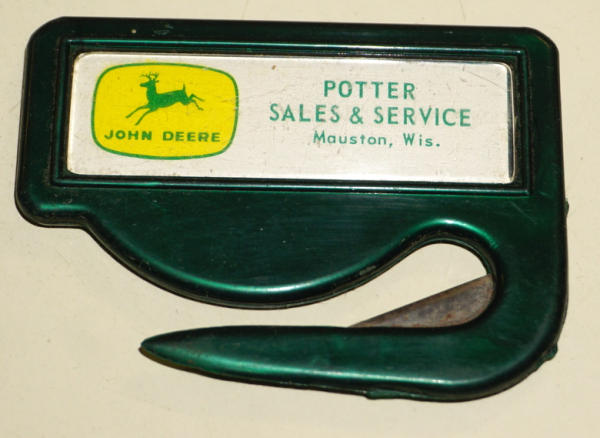 JOHN DEERE
POTTER
SALES & SERVICE
Mauston, Wis.